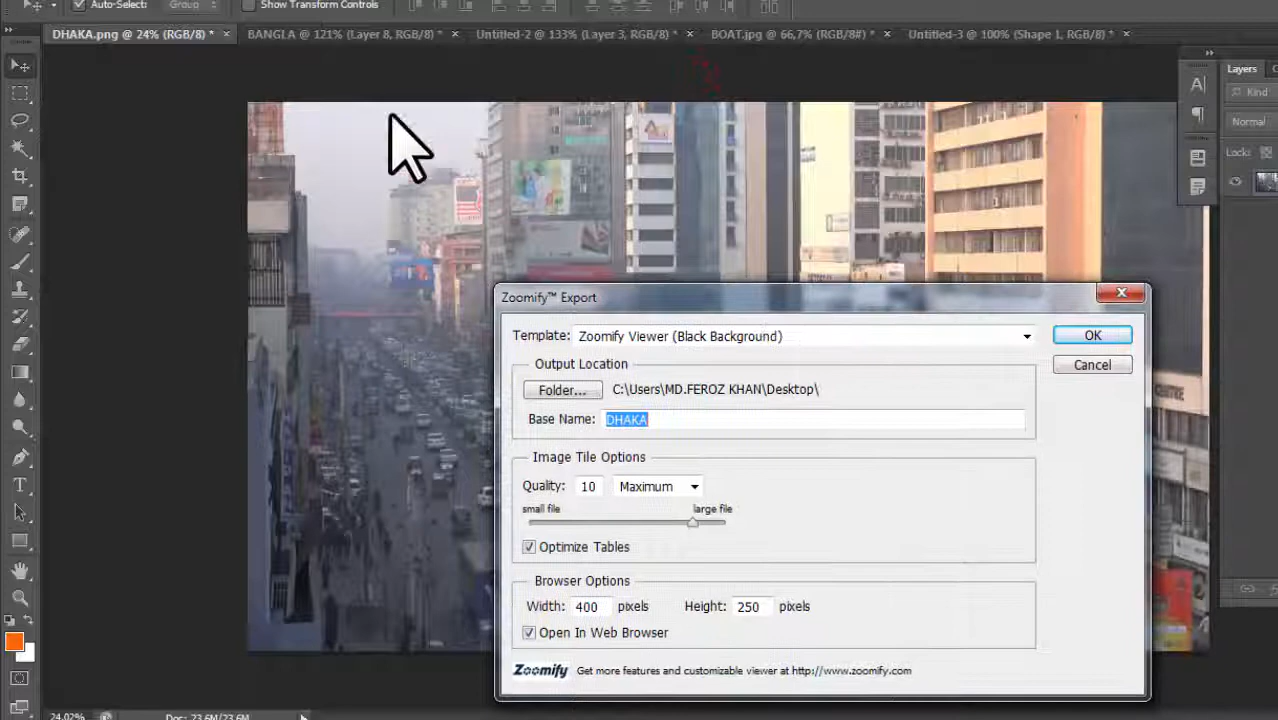 Auto-Select:
Group
Show Transform Controls
DHAKA.png @ 24% (RGB/8) *
BANGLA @ 121% (Layer 8, RGB/8) *
Untitled-2 @ 133% (Layer 3, RGB/8) *
BOAT.jpg @ 66,7% (RGB/8#) *
Untitled-3 @ 100% (Shape 1, RGB/8) *
Layers
Kind
Normal
Lock:
Zoomify™ Export
Template: Zoomify Viewer (Black Background)
OK
Output Location
Cancel
Folder... C:\Users\MD.FEROZ KHAN\Desktop\
Base Name: DHAKA
Image Tile Options
Quality: 10 Maximum
small file large file
Optimize Tables
Browser Options
Width: 400 pixels Height: 250 pixels
Open In Web Browser
Zoomify Get more features and customizable viewer at http://www.zoomify.com
24.02% Doc: 23.6M/23.6M